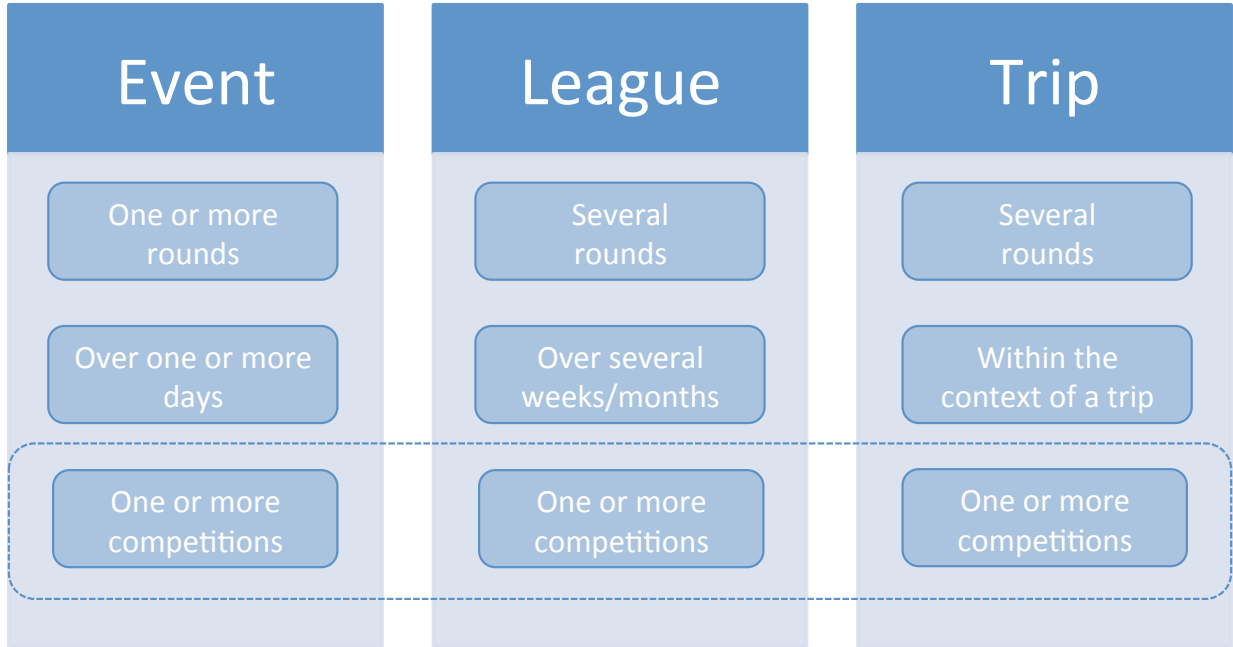 Event
One or more
rounds
Over one or more
days
One or more
competitions
League
Several
rounds
Over several
weeks/months
One or more
competitions
Trip
Several
rounds
Within the
context of a trip
One or more
competitions